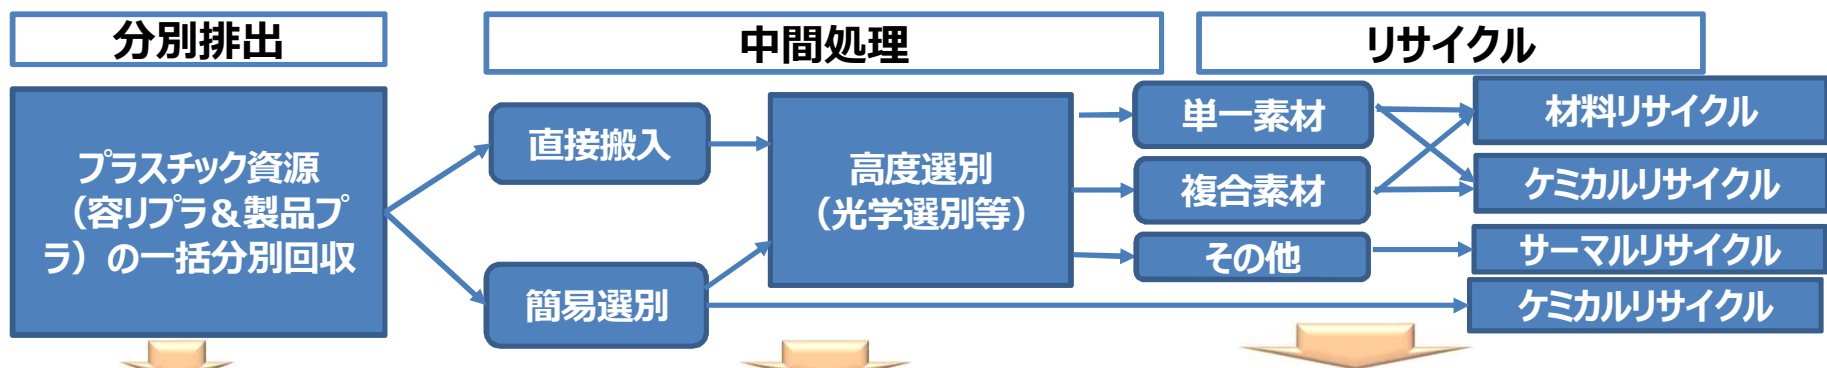 分別排出
中間処理
リサイクル
プラスチック資源
（容リプラ＆製品プ
ラ）の一括分別回収
直接搬入
簡易選別
高度選別
（光学選別等）
単一素材
複合素材
その他
材料リサイクル
ケミカルリサイクル
サーマルリサイクル
ケミカルリサイクル